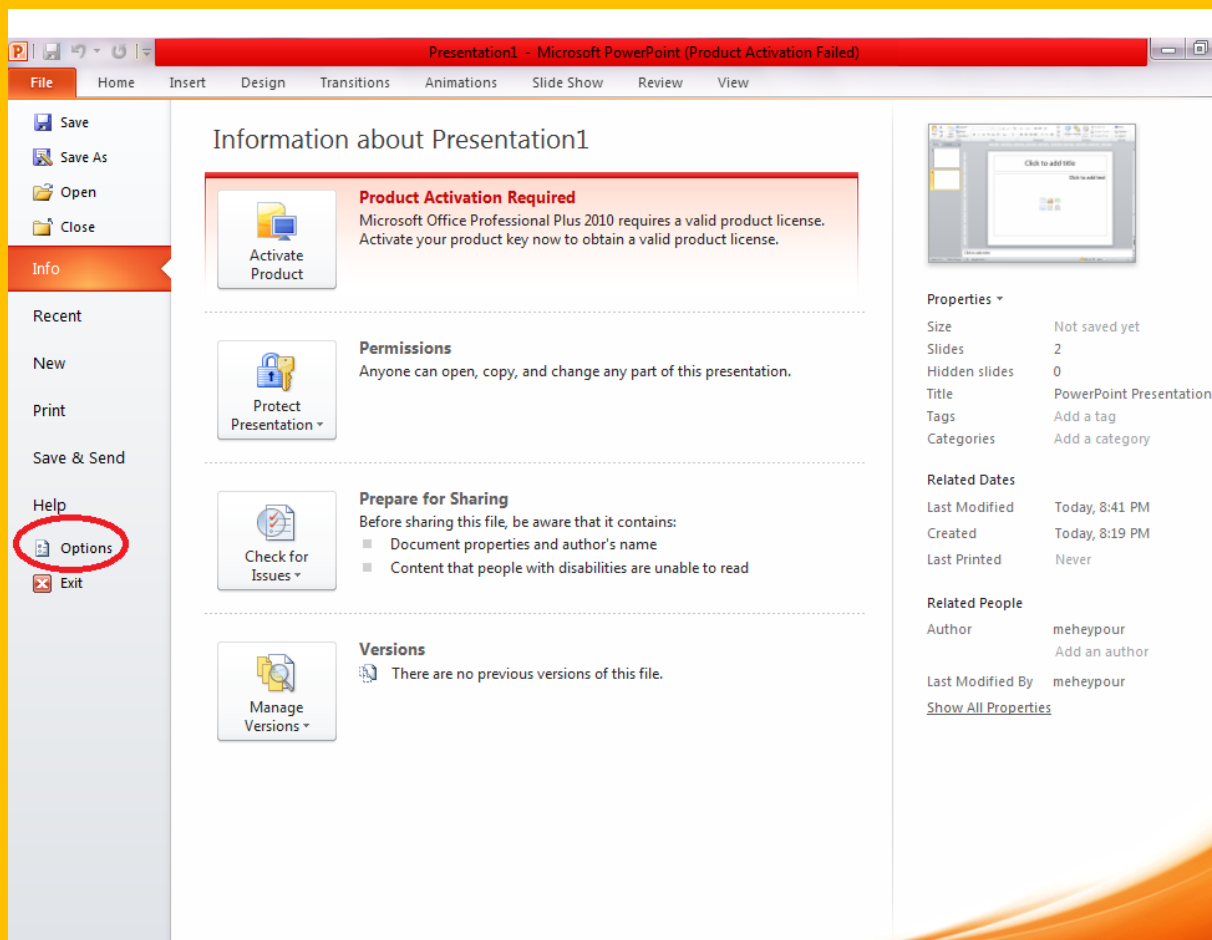 Presentation1 - Microsoft PowerPoint (Product Activation Failed)
File Home Insert Design Transitions Animations Slide Show Review View
Save
Save As
Open
Close
Info
Recent
New
Print
Save & Send
Help
Options
Exit
Information about Presentation1
Activate
Product
Product Activation Required
Microsoft Office Professional Plus 2010 requires a valid product license.
Activate your product key now to obtain a valid product license.
Protect
Presentation
Permissions
Anyone can open, copy, and change any part of this presentation.
Check for
Issues
Prepare for Sharing
Before sharing this file, be aware that it contains:
Document properties and author's name
Content that people with disabilities are unable to read
Manage
Versions
Versions
There are no previous versions of this file.
Click to add title
Click to add text
Properties
Size Not saved yet
Slides 2
Hidden slides 0
Title PowerPoint Presentation
Tags Add a tag
Categories Add a category
Related Dates
Last Modified Today, 8:41 PM
Created Today, 8:19 PM
Last Printed Never
Related People
Author meheypour
Add an author
Last Modified By meheypour
Show All Properties